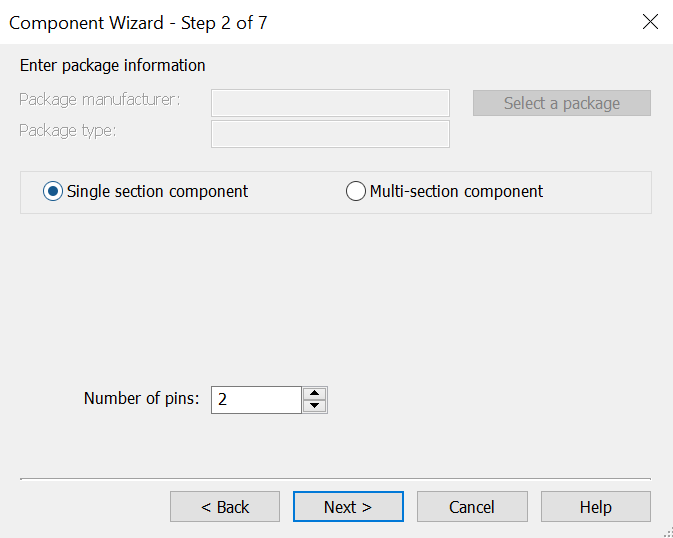 Component Wizard - Step 2 of 7
Enter package information
Package manufacturer:
Select a package
Package type:
Single section component
Multi-section component
Number of pins: 2
< Back
Next >
Cancel
Help